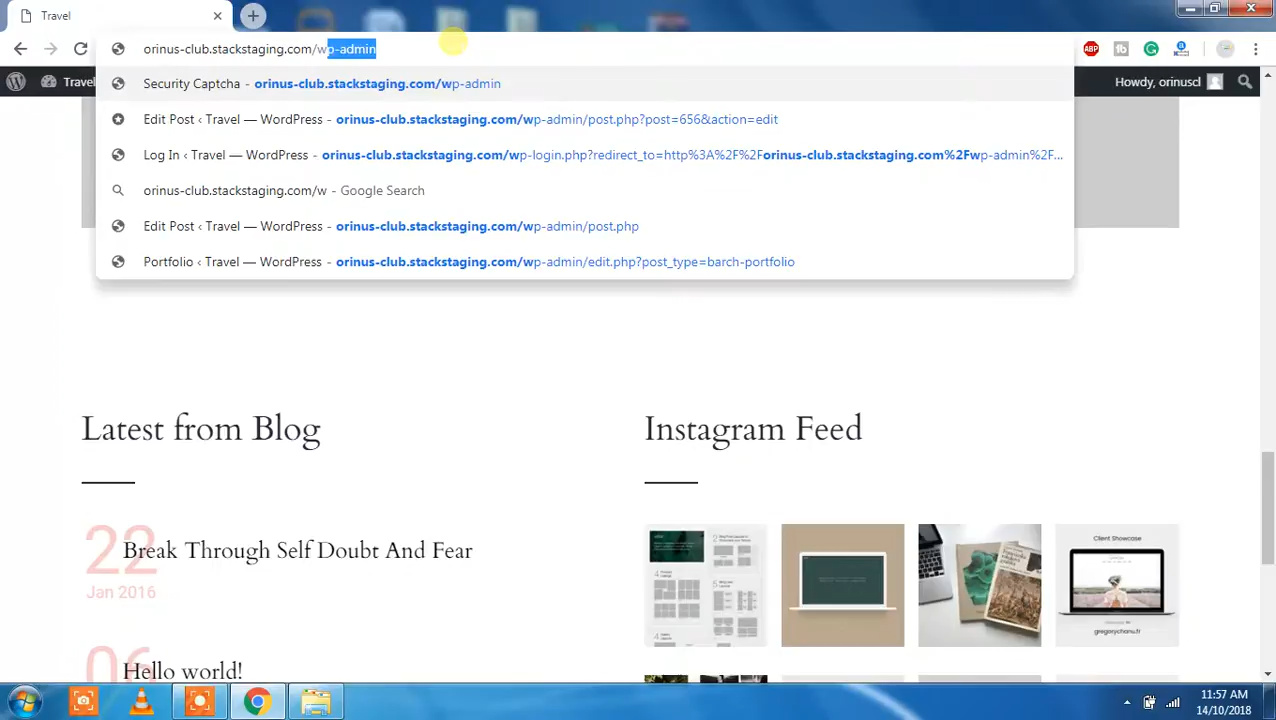 Travel
orinus-club.stackstaging.com/wp-admin
ABP
Security Captcha - orinus-club.stackstaging.com/wp-admin
Travel
Howdy, orinuscl
Edit Post ‹ Travel — WordPress - orinus-club.stackstaging.com/wp-admin/post.php?post=656&action=edit
Log In ‹ Travel — WordPress - orinus-club.stackstaging.com/wp-login.php?redirect_to=http%3A%2F%2Forinus-club.stackstaging.com%2Fwp-admin%2F...
orinus-club.stackstaging.com/w - Google Search
Edit Post ‹ Travel — WordPress - orinus-club.stackstaging.com/wp-admin/post.php
Portfolio ‹ Travel — WordPress - orinus-club.stackstaging.com/wp-admin/edit.php?post_type=barch-portfolio
Latest from Blog
Instagram Feed
22
Jan 2016
Break Through Self Doubt And Fear
Client Showcase
gregorychanu.fr
06
Hello world!
11:57 AM
14/10/2018